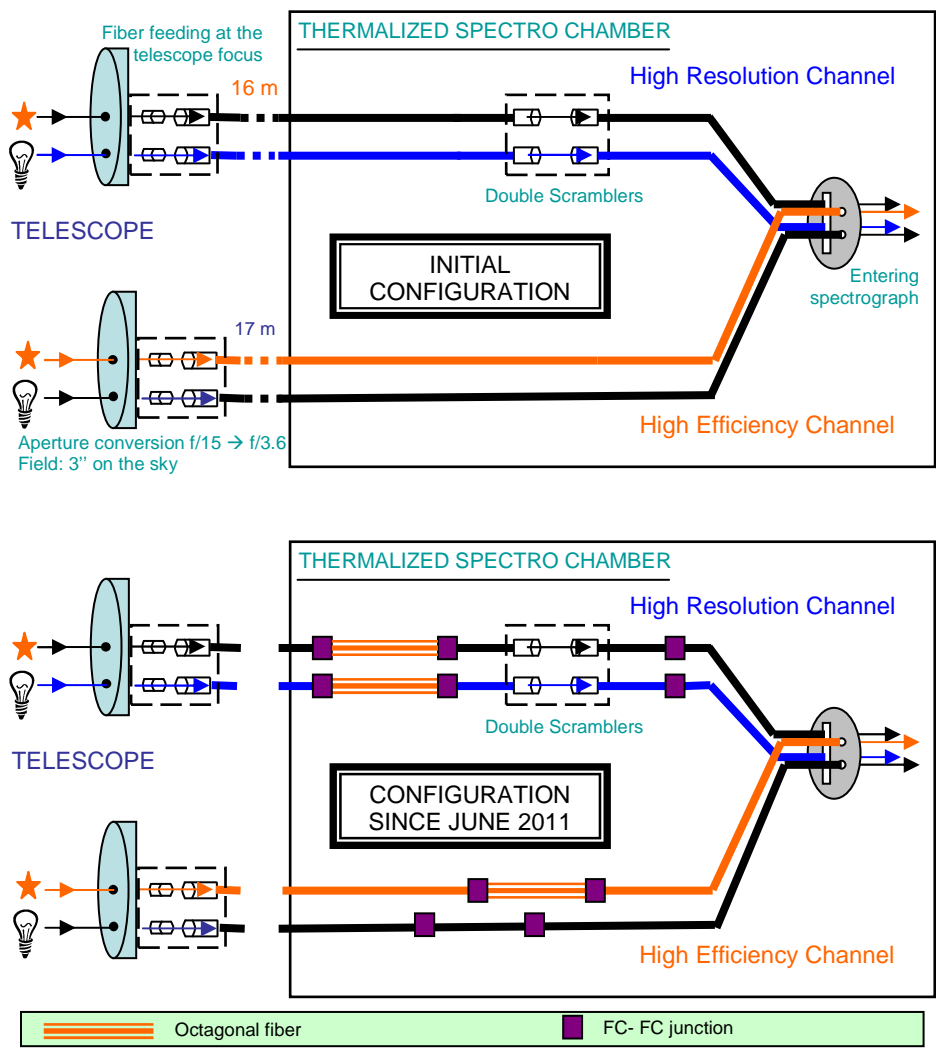 Fiber feeding at the
telescope focus
THERMALIZED SPECTRO CHAMBER
16 m
High Resolution Channel
Double Scramblers
TELESCOPE
INITIAL
CONFIGURATION
Entering
spectrograph
17 m
High Efficiency Channel
Aperture conversion f/15 → f/3.6
Field: 3’’ on the sky
THERMALIZED SPECTRO CHAMBER
High Resolution Channel
Double Scramblers
TELESCOPE
CONFIGURATION
SINCE JUNE 2011
High Efficiency Channel
Octagonal fiber
FC- FC junction